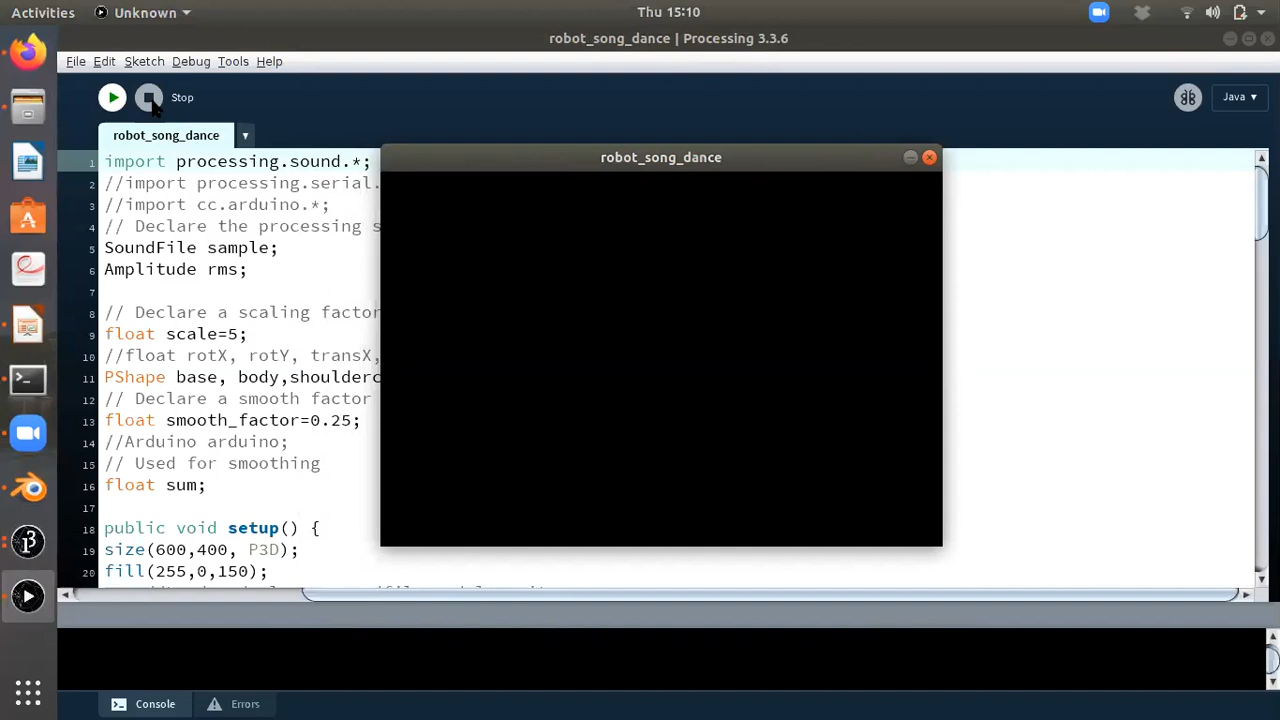 Activities
Unknown
Thu 15:10
robot_song_dance | Processing 3.3.6
File Edit Sketch Debug Tools Help
Stop
Java
robot_song_dance
robot_song_dance
1 import processing.sound.*;
2 //import processing.serial.
3 //import cc.arduino.*;
4 // Declare the processing s
5 SoundFile sample;
6 Amplitude rms;
7
8 // Declare a scaling factor
9 float scale=5;
10 //float rotX, rotY, transX,
11 PShape base, body,shoulderc
12 // Declare a smooth factor
13 float smooth_factor=0.25;
14 //Arduino arduino;
15 // Used for smoothing
16 float sum;
17
18 public void setup() {
19 size(600,400, P3D);
20 fill(255,0,150);
Console
Errors